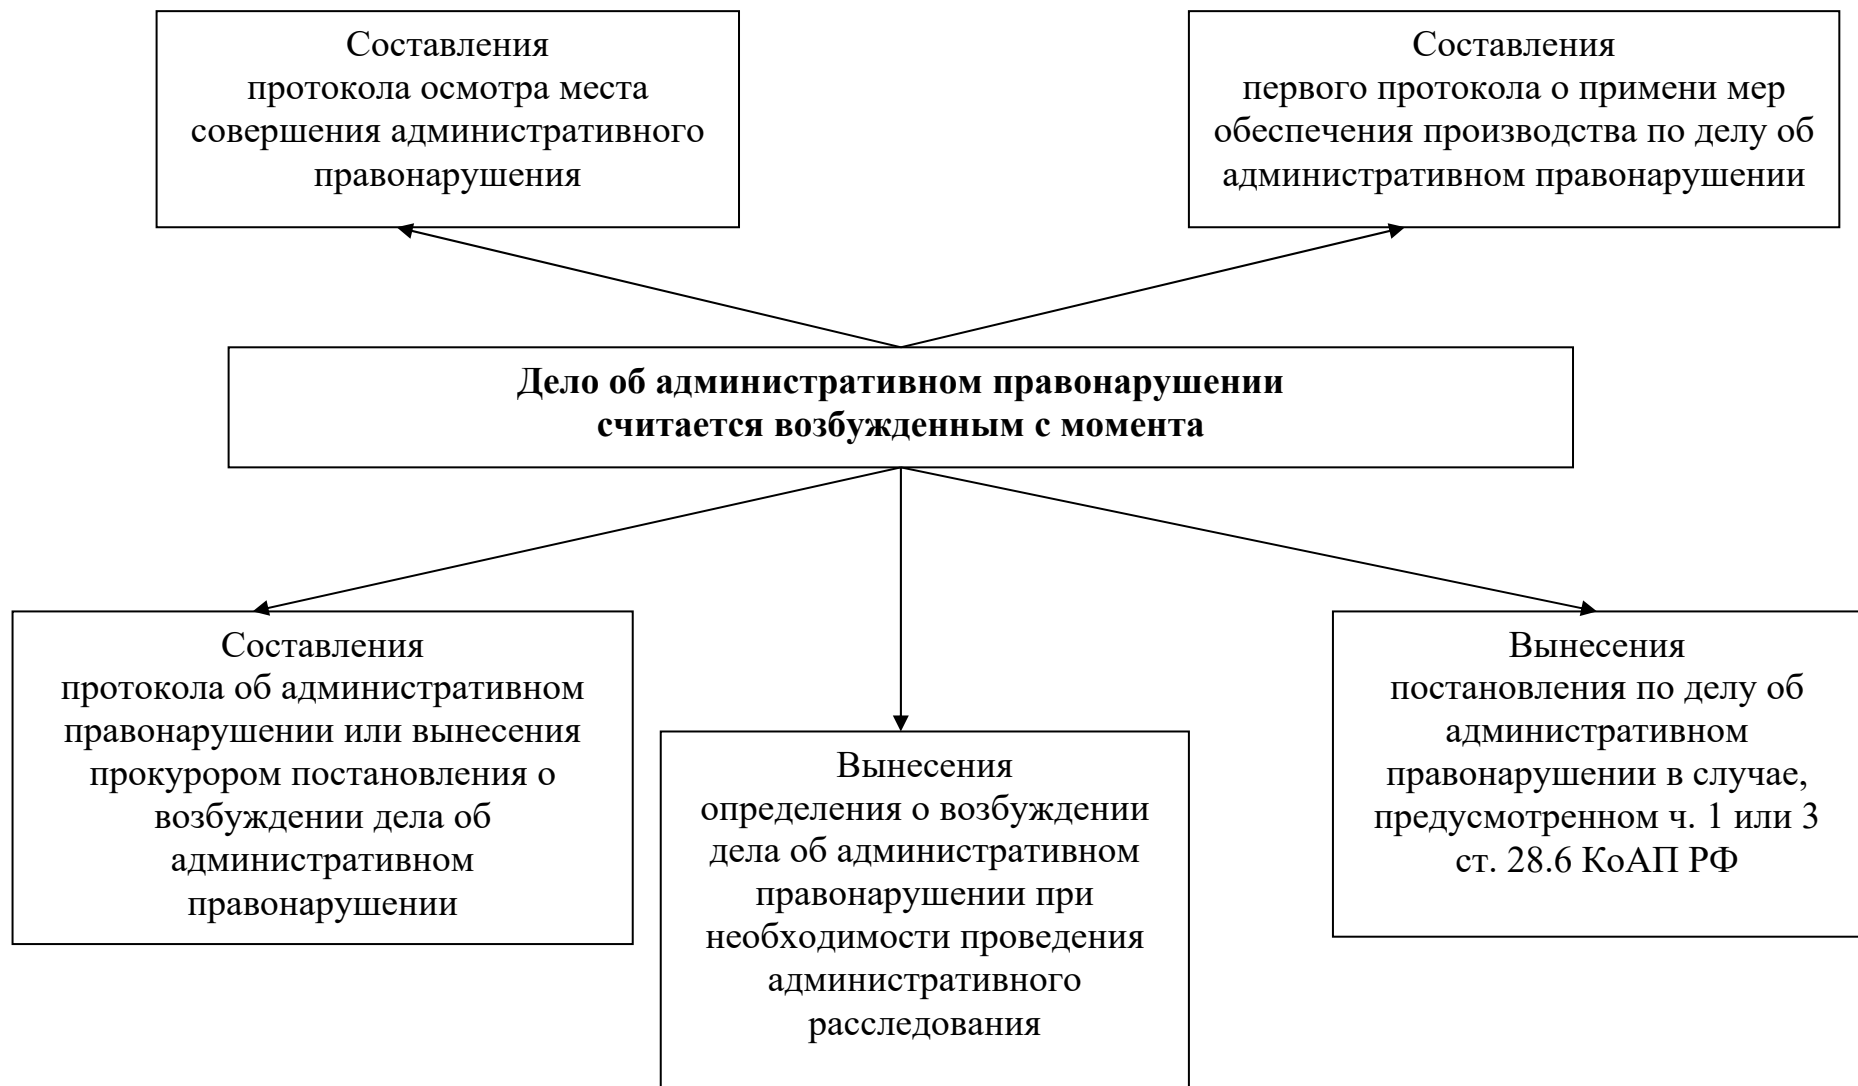 Составления
протокола осмотра места
совершения административного
правонарушения
Составления
первого протокола о примени мер
обеспечения производства по делу об
административном правонарушении
Дело об административном правонарушении
считается возбужденным с момента
Составления
протокола об административном
правонарушении или вынесения
прокурором постановления о
возбуждении дела об
административном
правонарушении
Вынесения
определения о возбуждении
дела об административном
правонарушении при
необходимости проведения
административного
расследования
Вынесения
постановления по делу об
административном
правонарушении в случае,
предусмотренном ч. 1 или 3
ст. 28.6 КоАП РФ